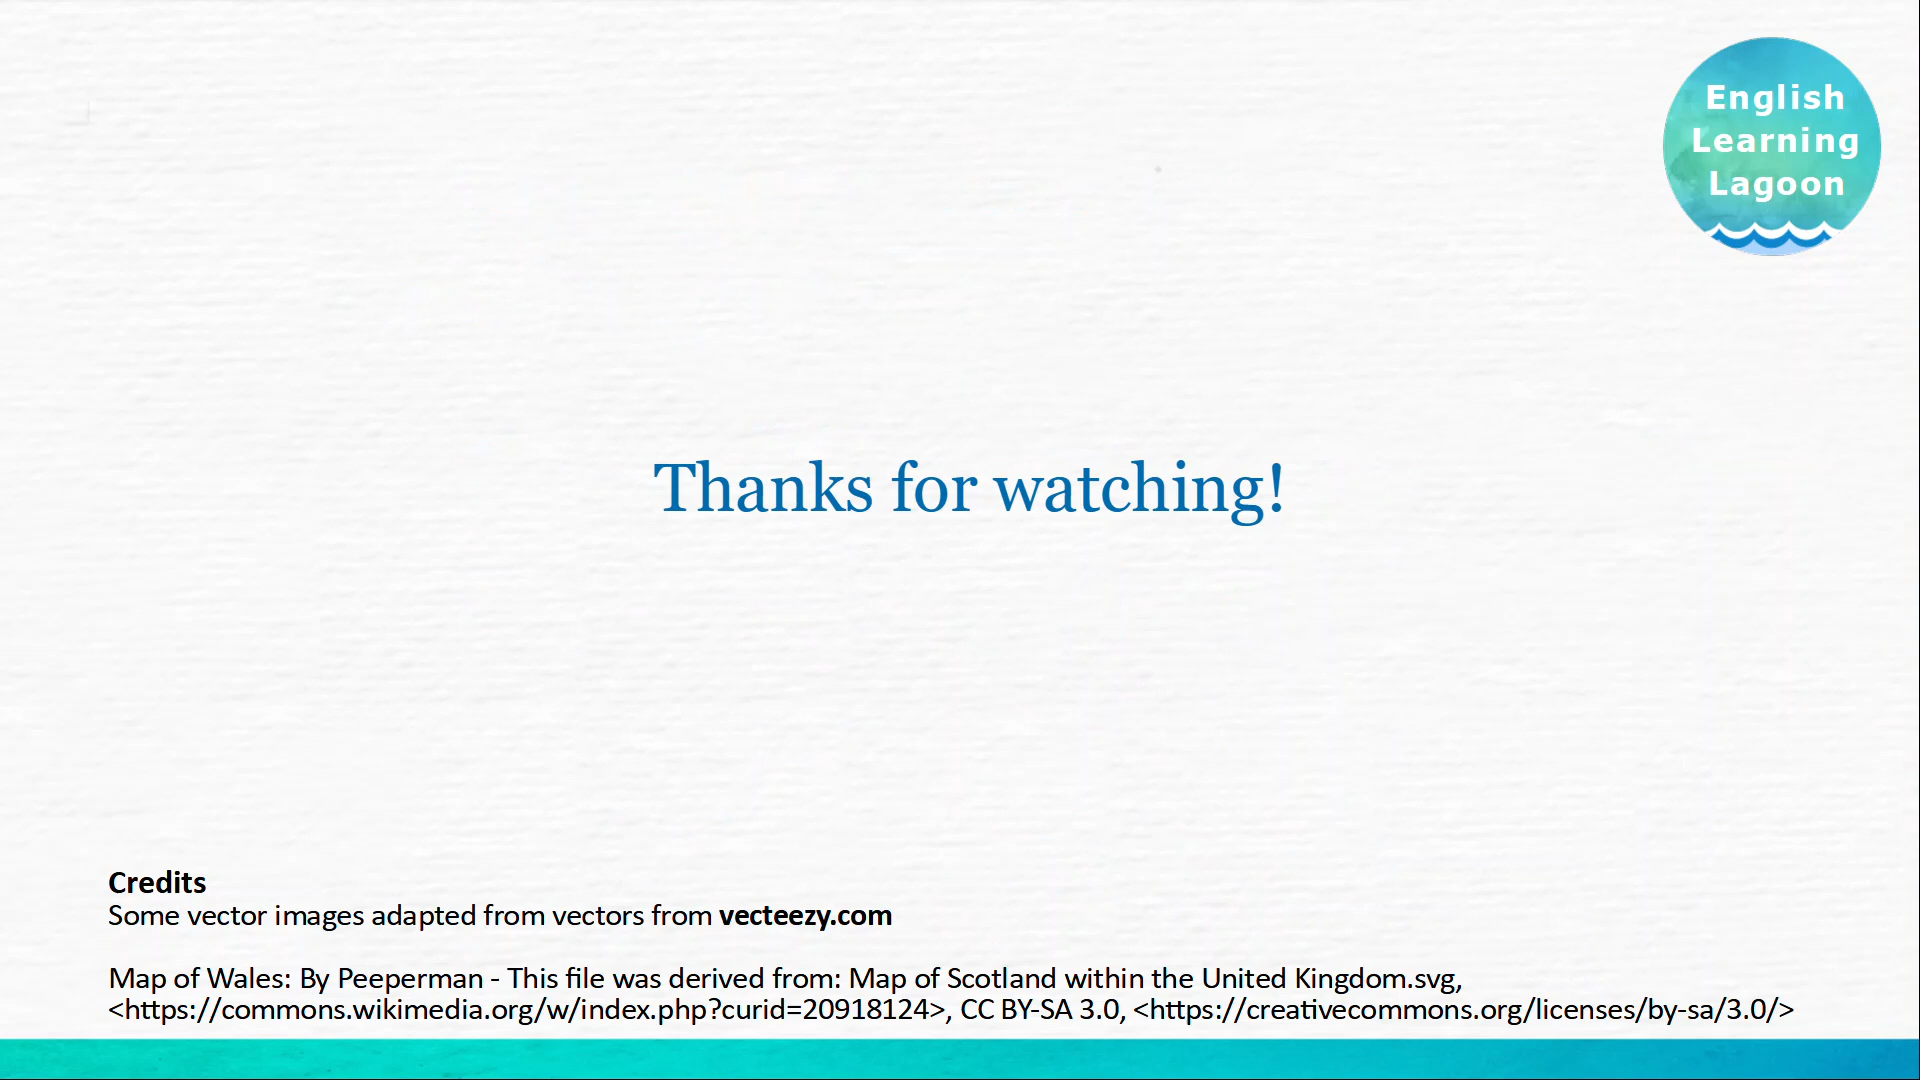 English
Learning
Lagoon
Thanks for watching!
Credits
Some vector images adapted from vectors from vecteezy.com
Map of Wales: By Peeperman - This file was derived from: Map of Scotland within the United Kingdom.svg,
<https://commons.wikimedia.org/w/index.php?curid=20918124>, CC BY-SA 3.0, <https://creativecommons.org/licenses/by-sa/3.0/>